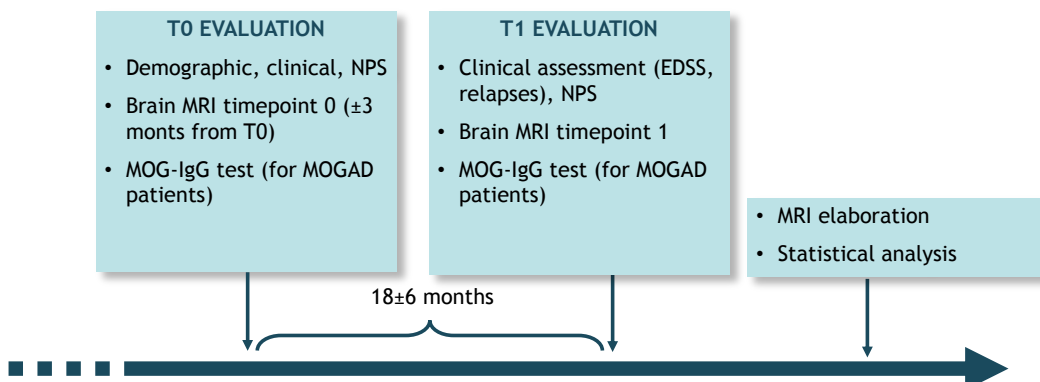 T0 EVALUATION
• Demographic, clinical, NPS
• Brain MRI timepoint 0 (±3
monts from T0)
• MOG-IgG test (for MOGAD
patients)
T1 EVALUATION
• Clinical assessment (EDSS,
relapses), NPS
• Brain MRI timepoint 1
• MOG-IgG test (for MOGAD
patients)
• MRI elaboration
• Statistical analysis
18±6 months